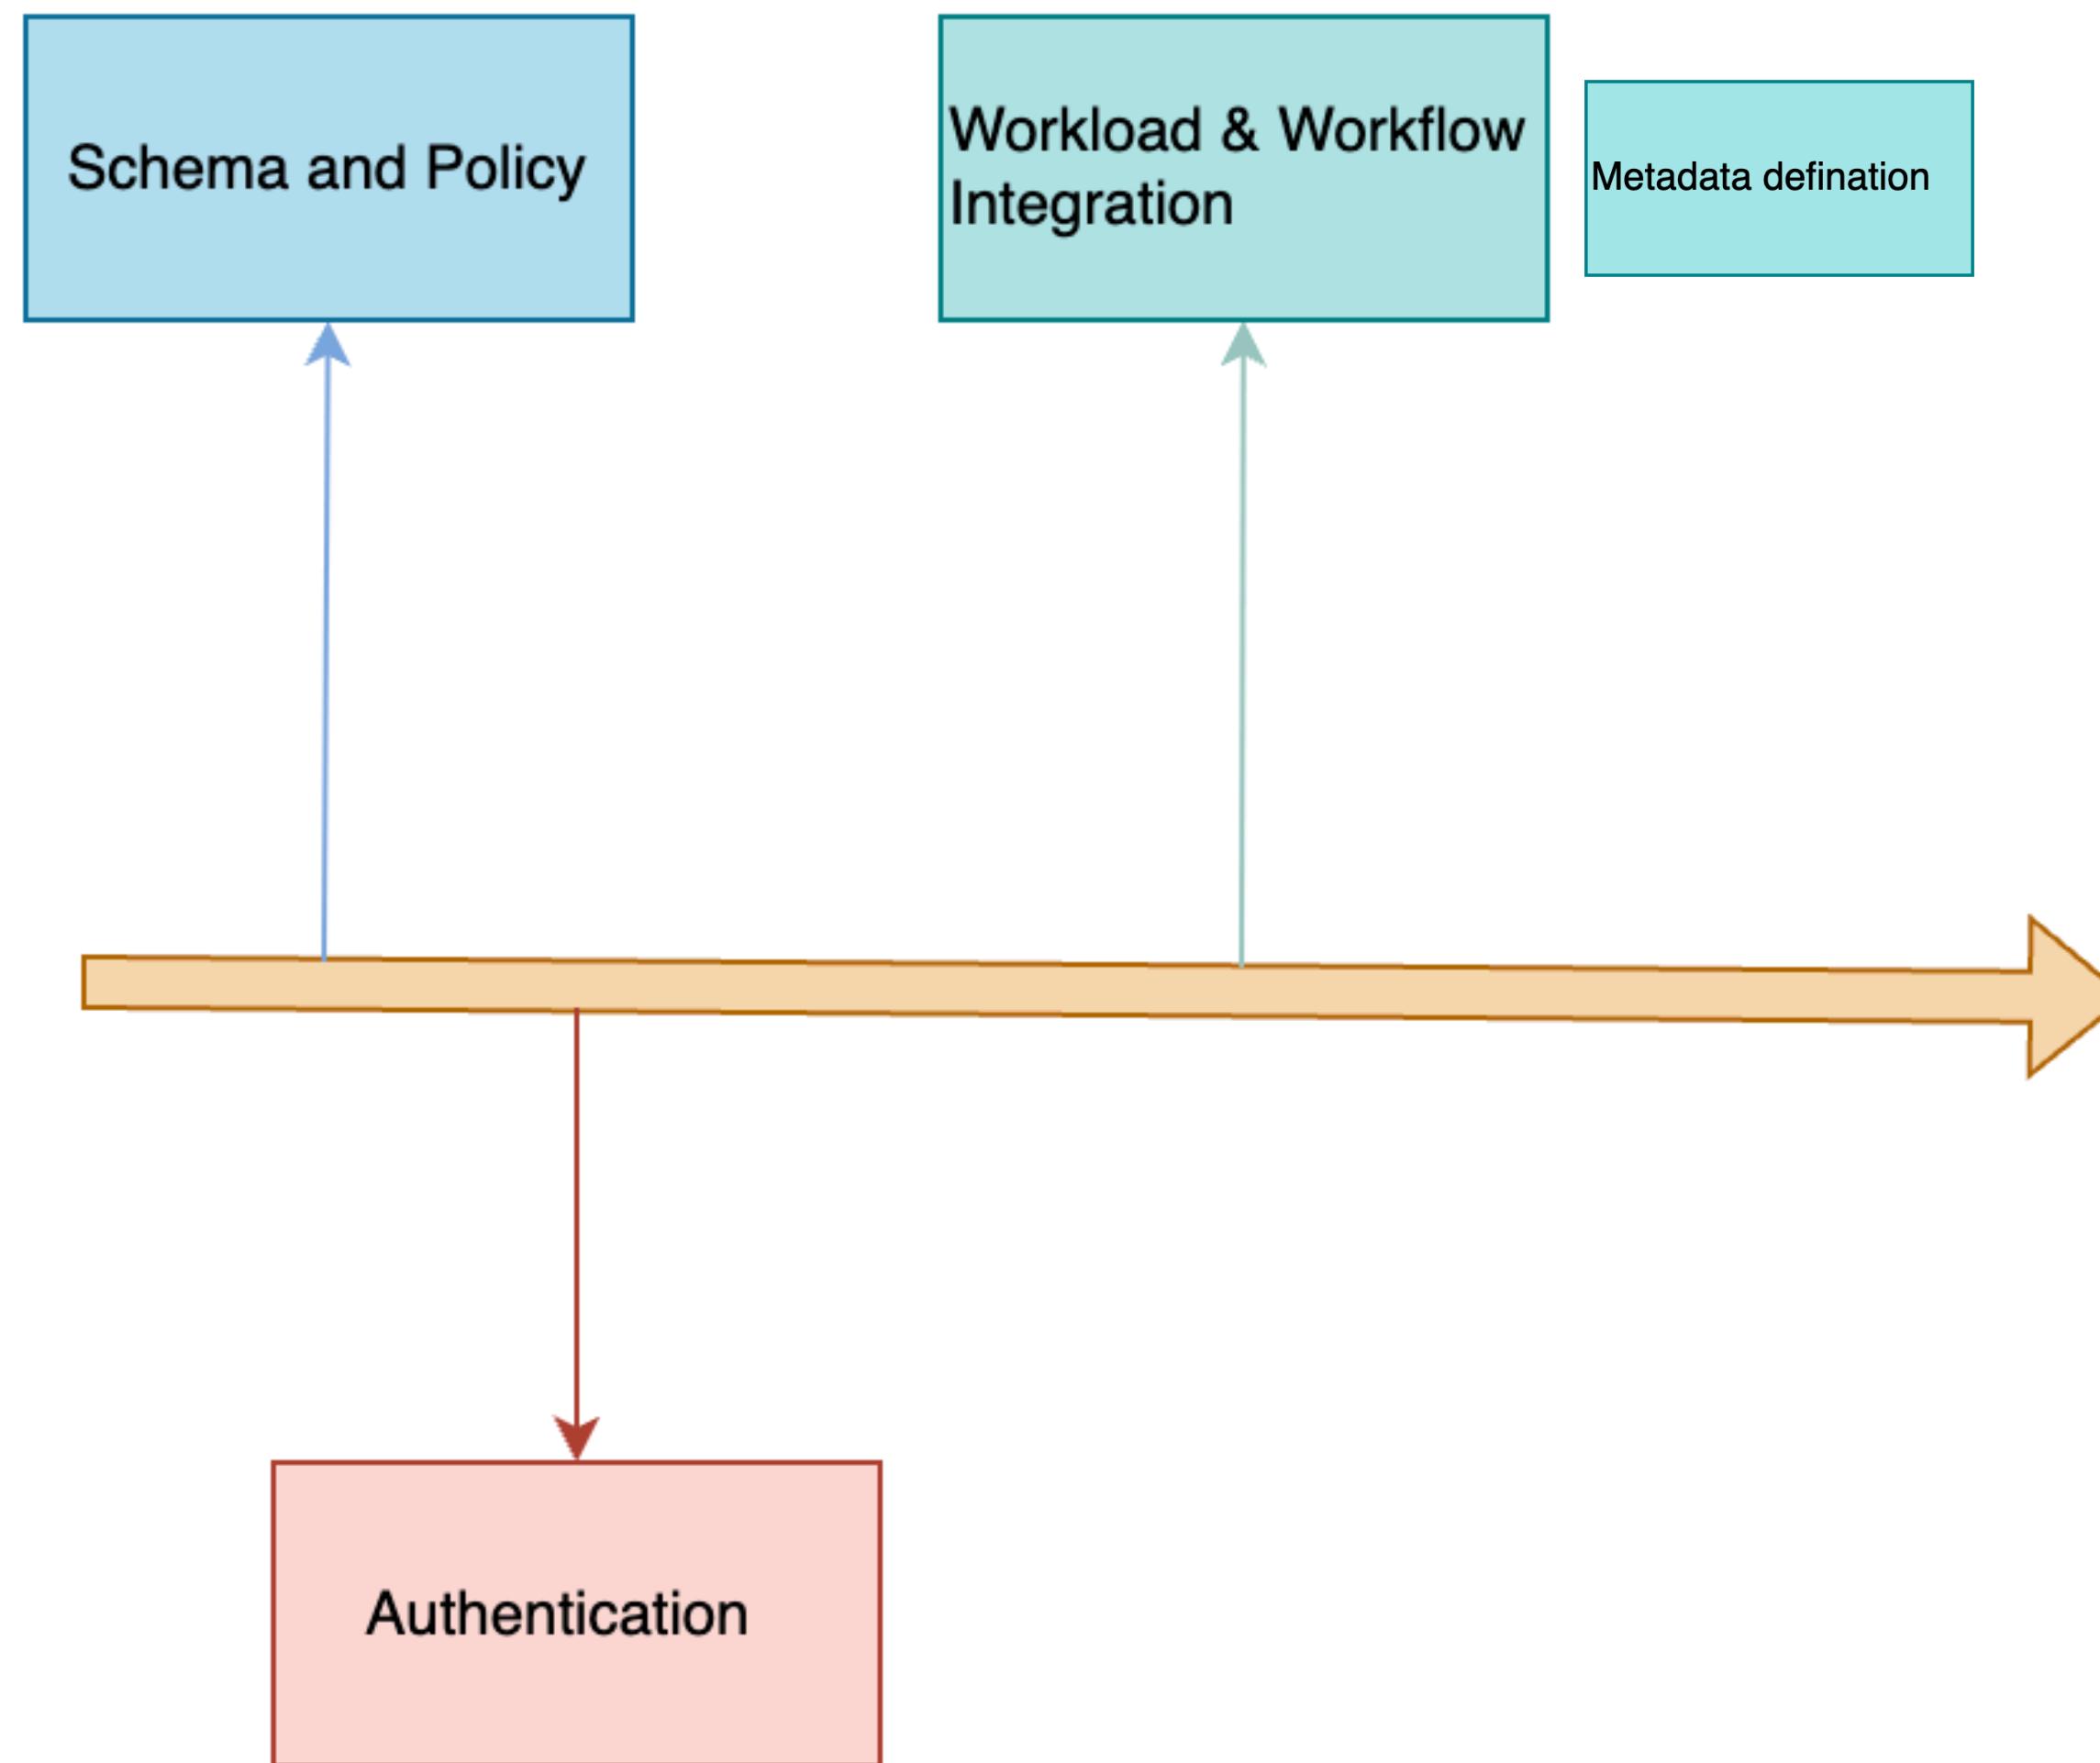 Schema and Policy
Workload & Workflow
Integration
Metadata defination
Authentication